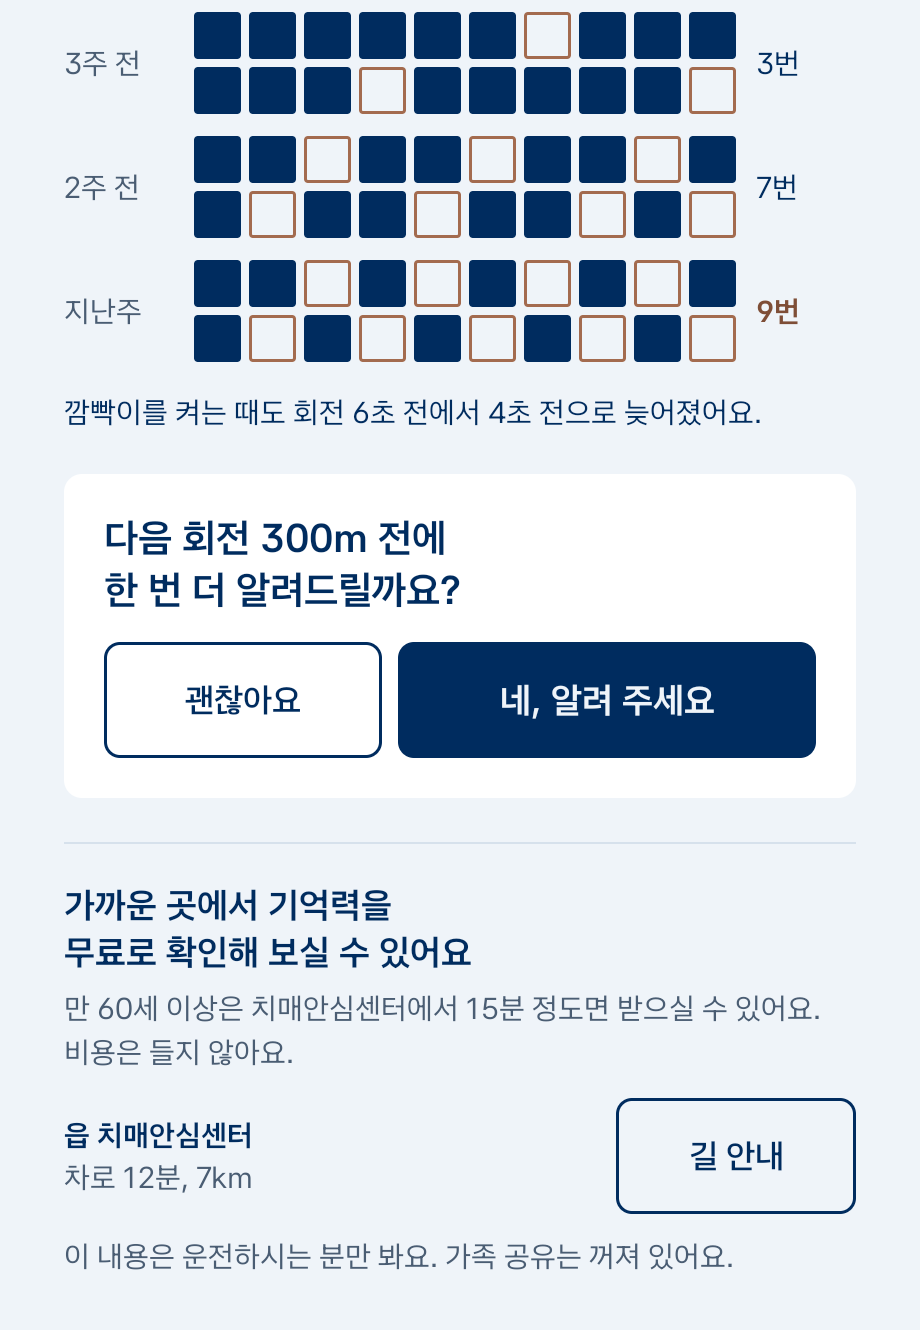 3주 전
3번
2주 전
7번
지난주
9번
깜빡이를 켜는 때도 회전 6초 전에서 4초 전으로 늦어졌어요.
다음 회전 300m 전에
한 번 더 알려드릴까요?
괜찮아요
네, 알려 주세요
가까운 곳에서 기억력을
무료로 확인해 보실 수 있어요
만 60세 이상은 치매안심센터에서 15분 정도면 받으실 수 있어요.
비용은 들지 않아요.
읍 치매안심센터
차로 12분, 7km
길 안내
이 내용은 운전하시는 분만 봐요. 가족 공유는 꺼져 있어요.